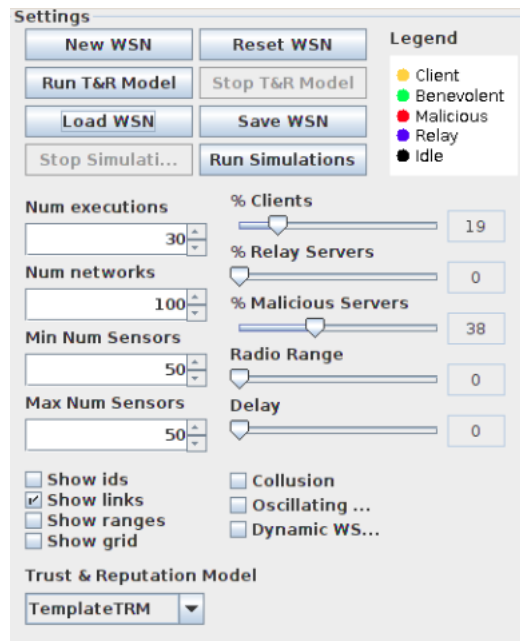 Settings
New WSN
Reset WSN
Run T&R Model
Stop T&R Model
Load WSN
Save WSN
Stop Simulati...
Run Simulations
Legend
Client
Benevolent
Malicious
Relay
Idle
Num executions
30
Num networks
100
Min Num Sensors
50
Max Num Sensors
50
% Clients
19
% Relay Servers
0
% Malicious Servers
38
Radio Range
0
Delay
0
Show ids
Show links
Show ranges
Show grid
Collusion
Oscillating ...
Dynamic WS...
Trust & Reputation Model
TemplateTRM